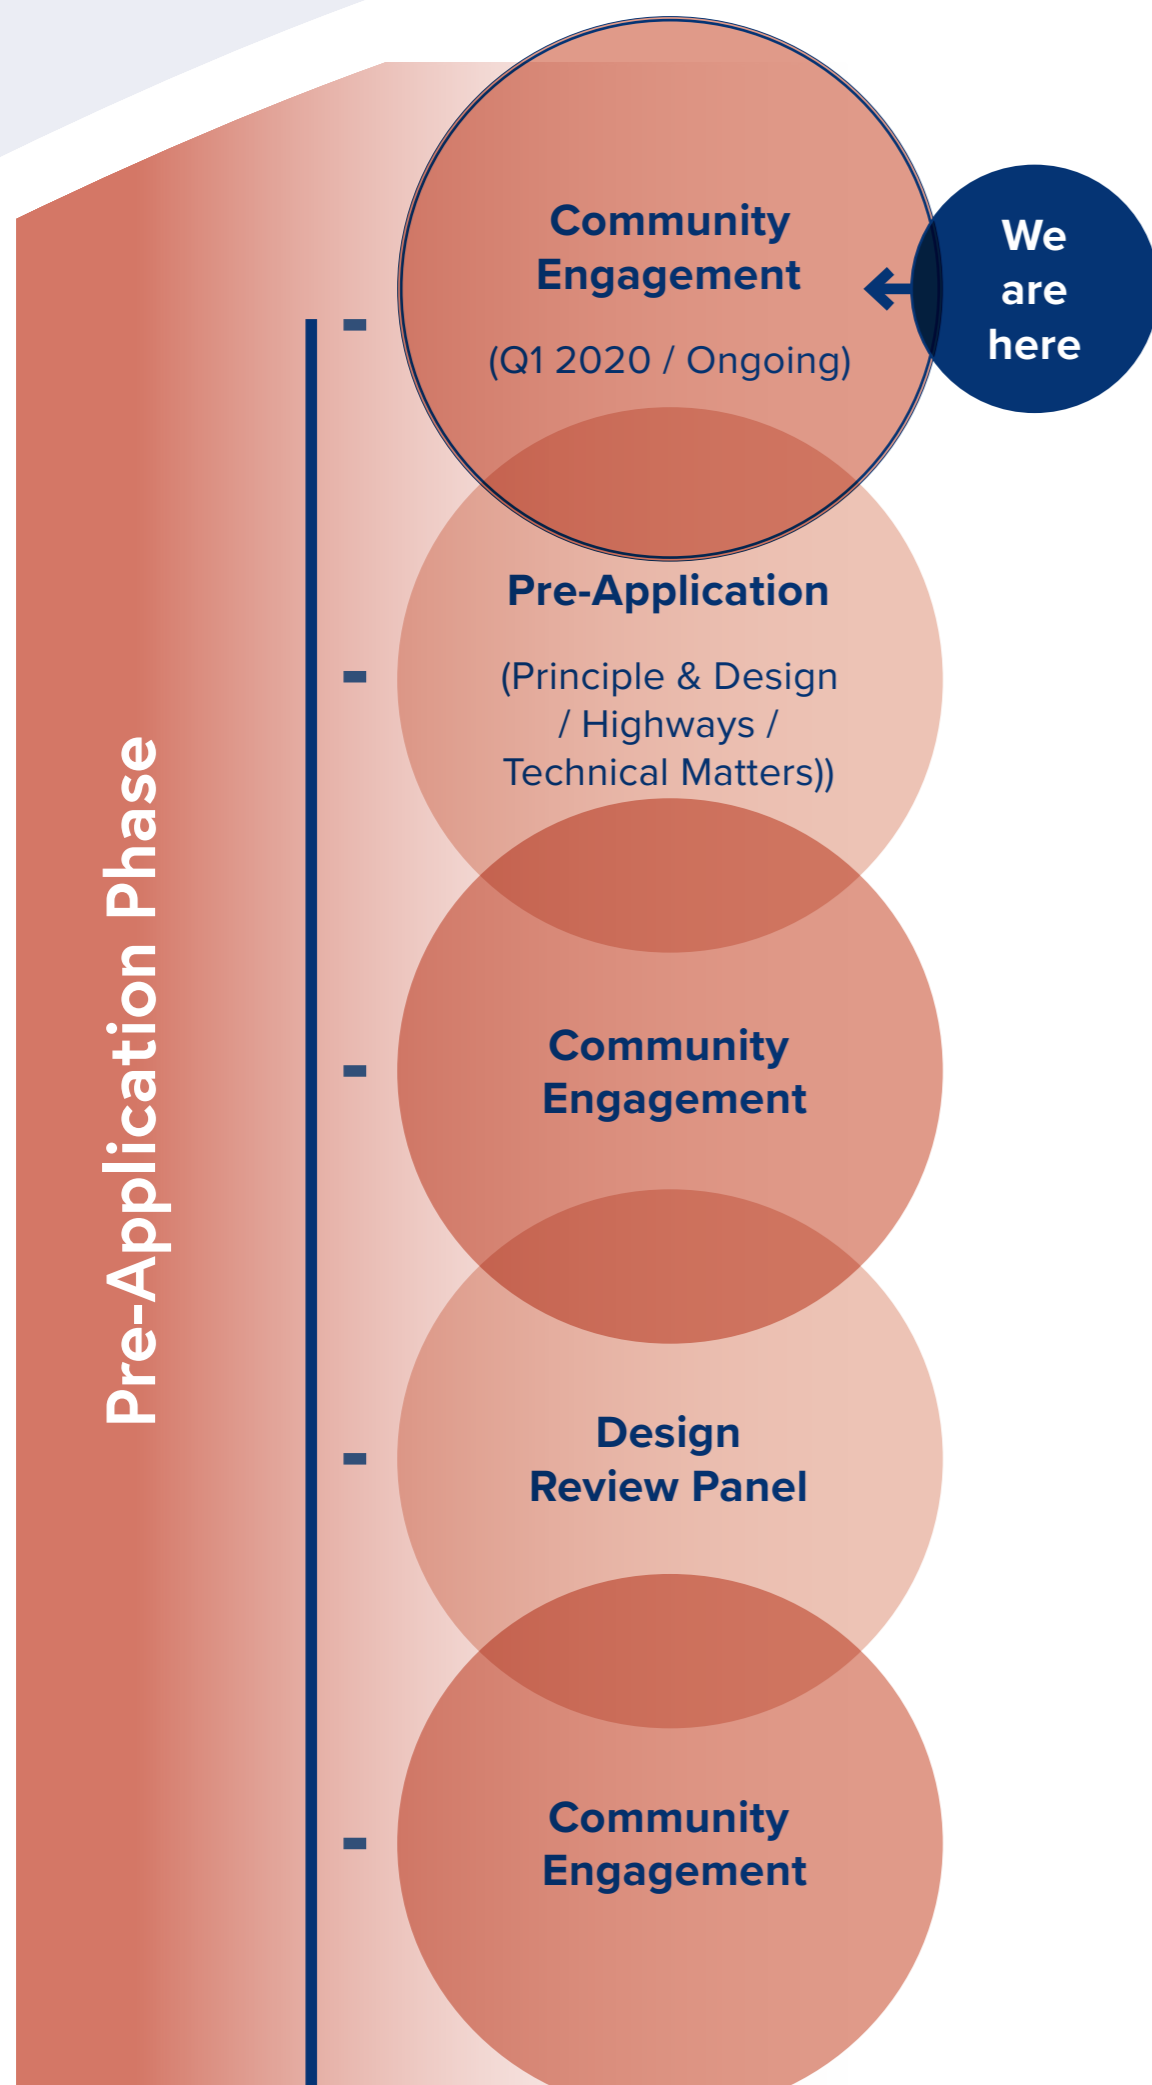 Pre-Application Phase
Community
Engagement
(Q1 2020 / Ongoing)
We
are
here
Pre-Application
(Principle & Design
/ Highways /
Technical Matters))
Community
Engagement
Design
Review Panel
Community
Engagement